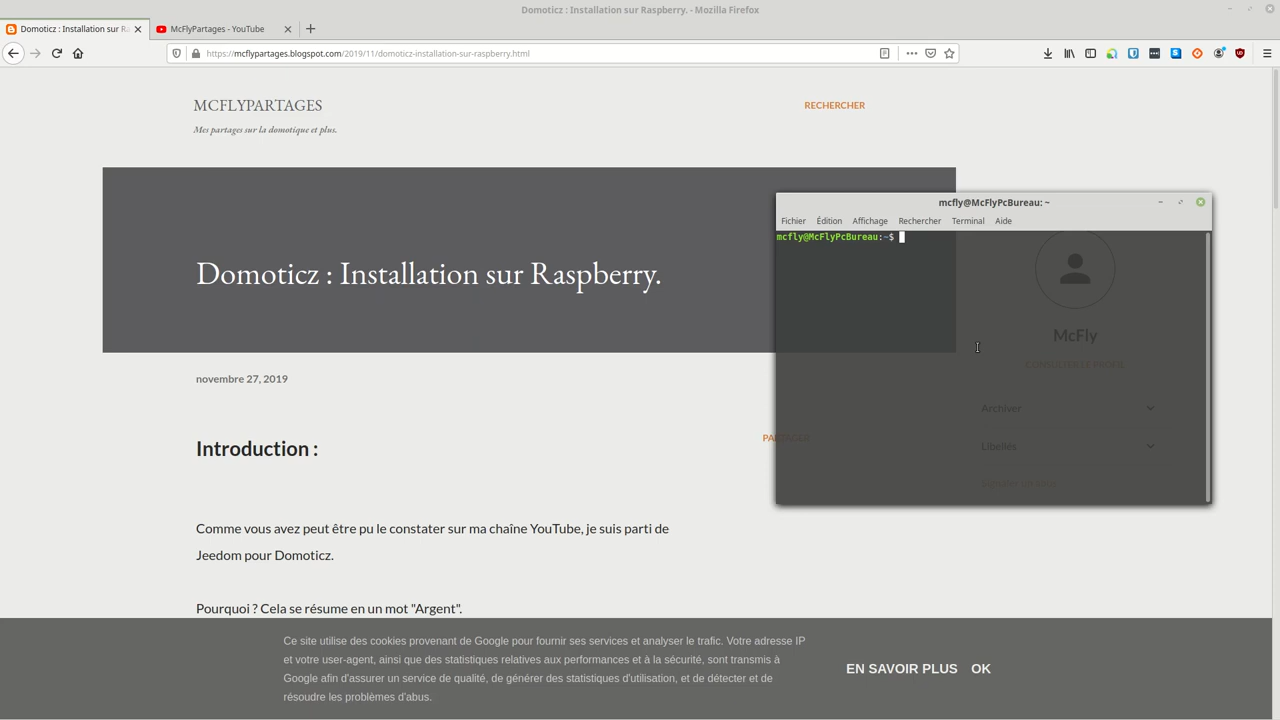 Domoticz : Installation sur Raspberry. - Mozilla Firefox
Domoticz : Installation sur Ra
McFlyPartages - YouTube
https://mcflypartages.blogspot.com/2019/11/domoticz-installation-sur-raspberry.html
MCFLYPARTAGES
RECHERCHER
Mes partages sur la domotique et plus.
mcfly@McFlyPcBureau: ~
Fichier Édition Affichage Rechercher Terminal Aide
mcfly@McFlyPcBureau:~$
Domoticz : Installation sur Raspberry.
McFly
CONSULTER LE PROFIL
novembre 27, 2019
Archiver
PARTAGER
Libellés
Signaler un abus
Introduction :
Comme vous avez peut être pu le constater sur ma chaîne YouTube, je suis parti de
Jeedom pour Domoticz.
Pourquoi ? Cela se résume en un mot "Argent".
Ce site utilise des cookies provenant de Google pour fournir ses services et analyser le trafic. Votre adresse IP
et votre user-agent, ainsi que des statistiques relatives aux performances et à la sécurité, sont transmis à
Google afin d'assurer un service de qualité, de générer des statistiques d'utilisation, et de détecter et de
résoudre les problèmes d'abus.
EN SAVOIR PLUS OK